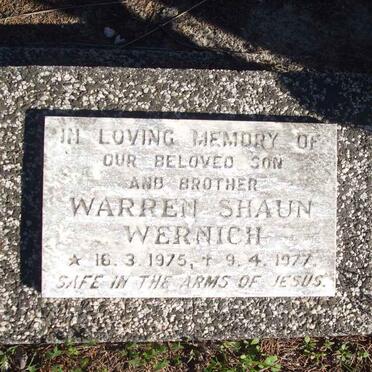 IN LOVING MEMORY OF
OUR BELOVED SON
AND BROTHER
WARREN SHAUN
WERNICH
★ 18. 3. 1975, ✝ 9. 4. 1977.
SAFE IN THE ARMS OF JESUS.